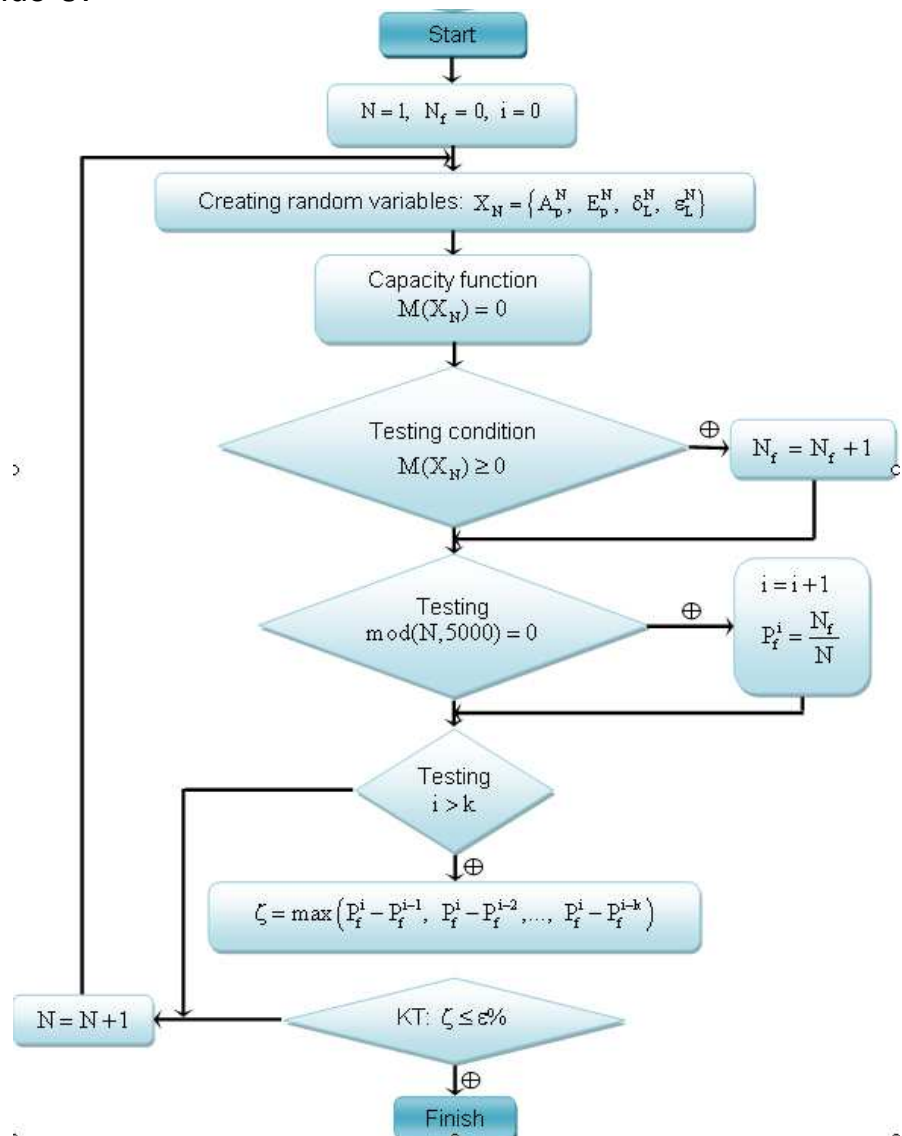 Start
N = 1, N_f = 0, i = 0
Creating random variables: X_N = {A_p^N, E_p^N, δ_L^N, ε_L^N}
Capacity function
M(X_N) = 0
Testing condition
M(X_N) ≥ 0
⊕
N_f = N_f + 1
Testing
mod(N,5000) = 0
⊕
i = i + 1
P_f^i = N_f / N
Testing
i > k
⊕
ζ = max(P_f^i − P_f^{i−1}, P_f^i − P_f^{i−2}, ..., P_f^i − P_f^{i−k})
N = N + 1
KT: ζ ≤ ε%
⊕
Finish